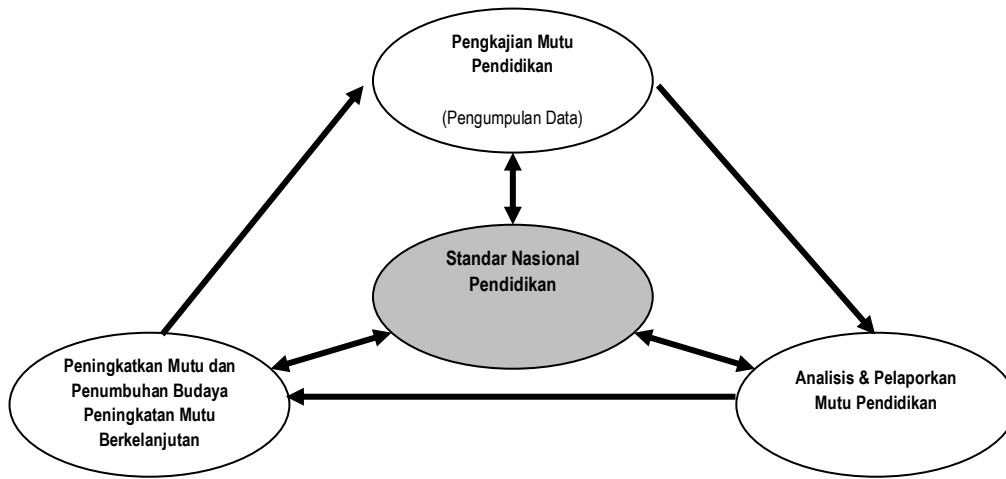 Pengkajian Mutu
Pendidikan
(Pengumpulan Data)
Standar Nasional
Pendidikan
Peningkatkan Mutu dan
Penumbuhan Budaya
Peningkatan Mutu
Berkelanjutan
Analisis & Pelaporkan
Mutu Pendidikan